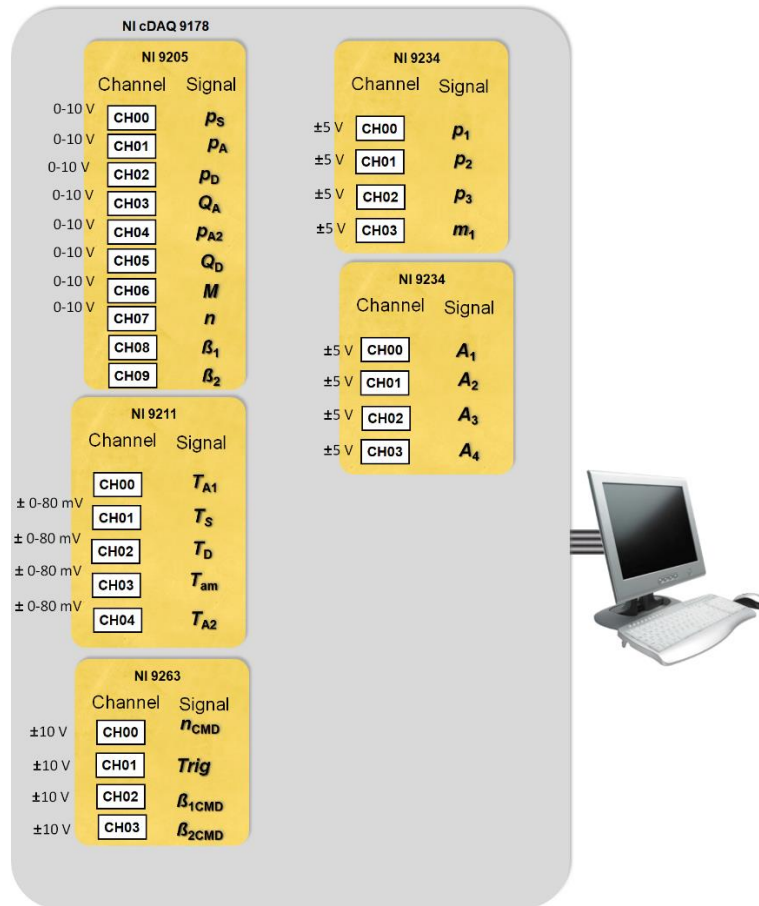 NI cDAQ 9178
NI 9205
Channel Signal
0-10 V CH00 pS
0-10 V CH01 pA
0-10 V CH02 pD
0-10 V CH03 QA
0-10 V CH04 pA2
0-10 V CH05 QD
0-10 V CH06 M
0-10 V CH07 n
CH08 ß1
CH09 ß2
NI 9211
Channel Signal
CH00 TA1
± 0-80 mV CH01 TS
± 0-80 mV CH02 TD
± 0-80 mV CH03 Tam
± 0-80 mV CH04 TA2
NI 9263
Channel Signal
±10 V CH00 nCMD
±10 V CH01 Trig
±10 V CH02 ß1CMD
±10 V CH03 ß2CMD
NI 9234
Channel Signal
±5 V CH00 p1
±5 V CH01 p2
±5 V CH02 p3
±5 V CH03 m1
NI 9234
Channel Signal
±5 V CH00 A1
±5 V CH01 A2
±5 V CH02 A3
±5 V CH03 A4